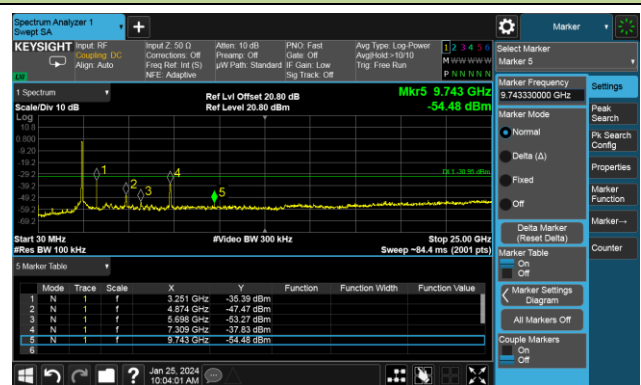 Spectrum Analyzer 1
Swept SA
+
Marker
KEYSIGHT
Input: RF
Coupling: DC
Align: Auto
Input Z: 50 Ω
Corrections: Off
Freq Ref: Int (S)
NFE: Adaptive
Atten: 10 dB
Preamp: Off
µW Path: Standard
PNO: Fast
Gate: Off
IF Gain: Low
Sig Track: Off
Avg Type: Log-Power
Avg|Hold:>10/10
Trig: Free Run
1 2 3 4 5 6
M W W W W W
P N N N N N
LXI
1 Spectrum
Scale/Div 10 dB
Ref Lvl Offset 20.80 dB
Ref Level 20.80 dBm
Mkr5 9.743 GHz
-54.48 dBm
Log
10.8
0.800
-9.20
-19.2
-29.2
-39.2
-49.2
-59.2
-69.2
1
2
3
4
5
DL1 -30.95 dBm
Start 30 MHz
#Res BW 100 kHz
#Video BW 300 kHz
Stop 25.00 GHz
Sweep ~84.4 ms (2001 pts)
5 Marker Table
Mode Trace Scale X Y Function Function Width Function Value
1 N 1 f 3.251 GHz -35.39 dBm
2 N 1 f 4.874 GHz -47.47 dBm
3 N 1 f 5.698 GHz -53.27 dBm
4 N 1 f 7.309 GHz -37.83 dBm
5 N 1 f 9.743 GHz -54.48 dBm
6
?
Jan 25, 2024
10:04:01 AM
Select Marker
Marker 5
Marker Frequency
9.743330000 GHz
Marker Mode
Normal
Delta (Δ)
Fixed
Off
Delta Marker
(Reset Delta)
Marker Table
On
Off
Marker Settings
Diagram
All Markers Off
Couple Markers
On
Off
Settings
Peak
Search
Pk Search
Config
Properties
Marker
Function
Marker→
Counter